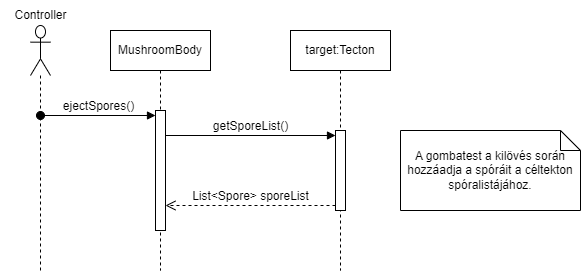 Controller
MushroomBody
target:Tecton
ejectSpores()
getSporeList()
List<Spore> sporeList
A gombatest a kilövés során
hozzáadja a spóráit a céltekton
spóralistájához.